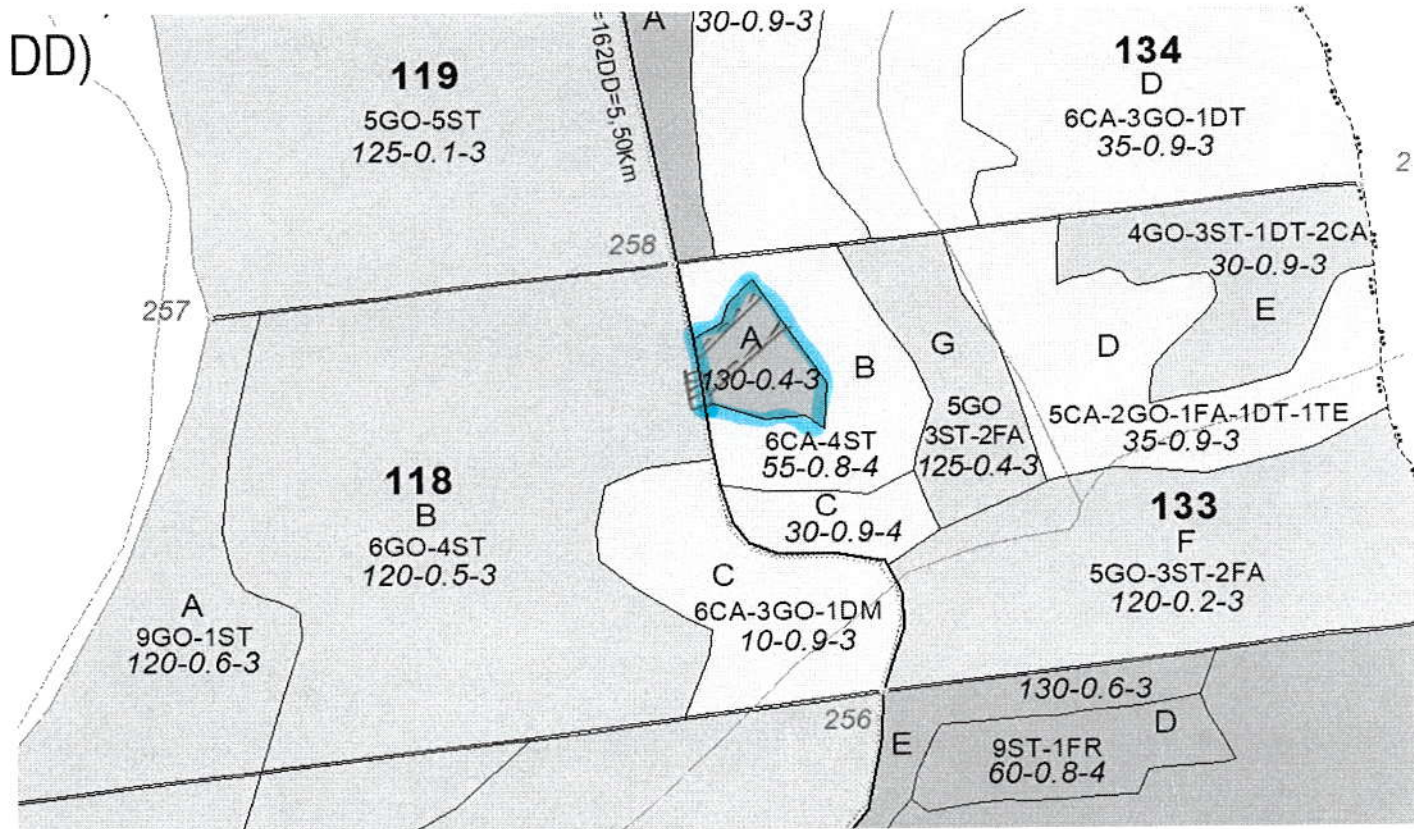 DD)
119
5GO-5ST
125-0.1-3
=162DD=5,50Km
A
30-0.9-3
134
D
6CA-3GO-1DT
35-0.9-3
2
258
257
4GO-3ST-1DT-2CA
30-0.9-3
E
A
130-0.4-3
B
6CA-4ST
55-0.8-4
G
5GO
3ST-2FA
125-0.4-3
D
5CA-2GO-1FA-1DT-1TE
35-0.9-3
118
B
6GO-4ST
120-0.5-3
C
30-0.9-4
133
F
5GO-3ST-2FA
120-0.2-3
A
9GO-1ST
120-0.6-3
C
6CA-3GO-1DM
10-0.9-3
256
130-0.6-3
E
D
9ST-1FR
60-0.8-4